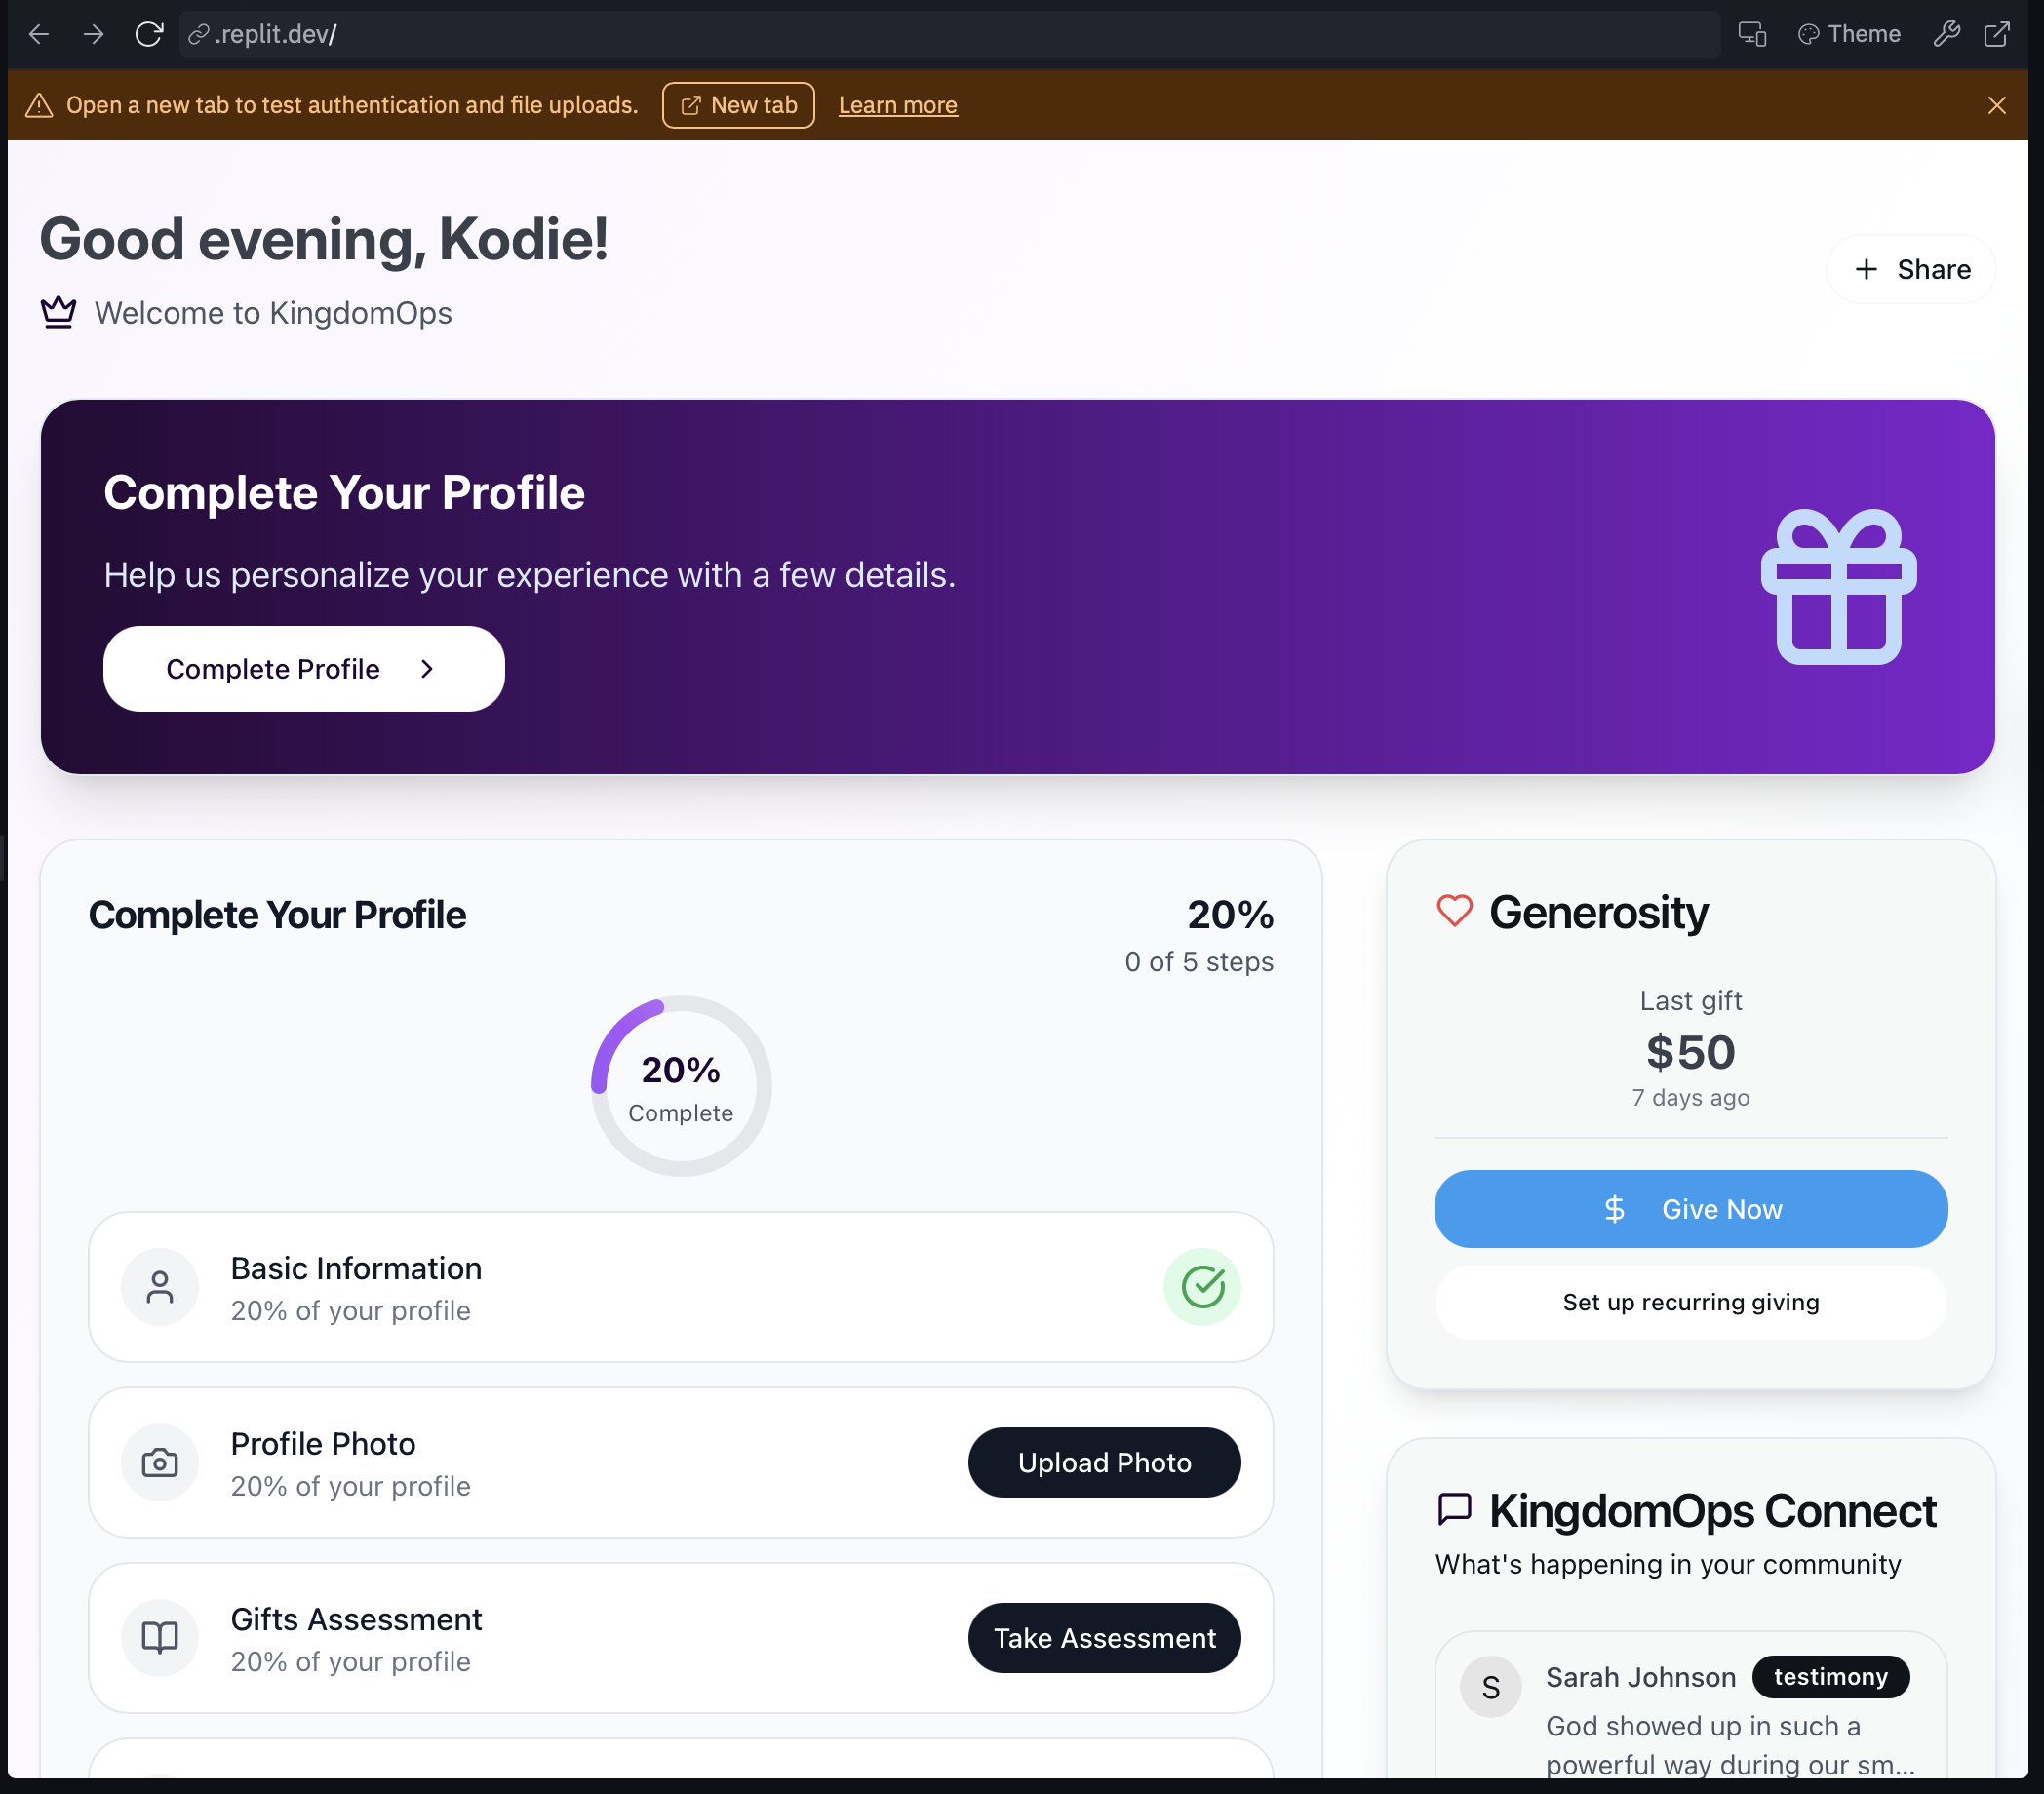 .replit.dev/
Theme
Open a new tab to test authentication and file uploads.
New tab
Learn more
Good evening, Kodie!
Welcome to KingdomOps
Share
Complete Your Profile
Help us personalize your experience with a few details.
Complete Profile
Complete Your Profile
20%
0 of 5 steps
20%
Complete
Basic Information
20% of your profile
Profile Photo
20% of your profile
Upload Photo
Gifts Assessment
20% of your profile
Take Assessment
Generosity
Last gift
$50
7 days ago
$ Give Now
Set up recurring giving
KingdomOps Connect
What's happening in your community
S
Sarah Johnson
testimony
God showed up in such a
powerful way during our sm...